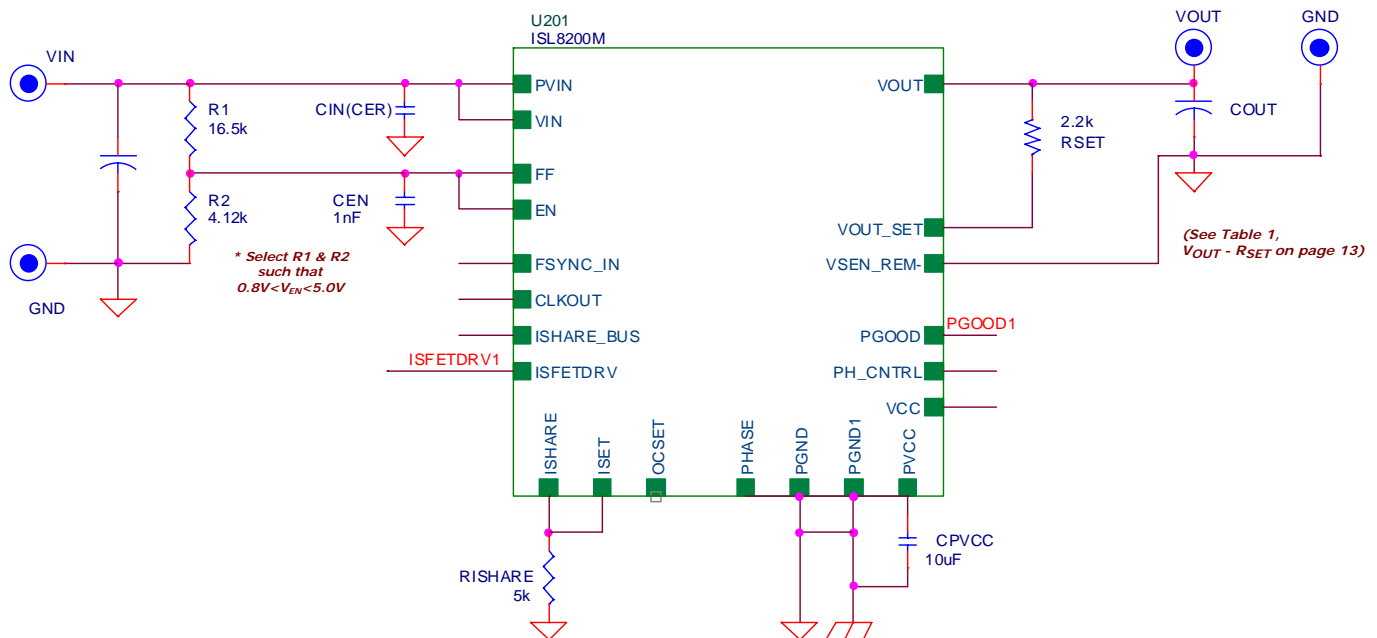 U201
ISL8200M
VIN
VOUT
GND
PVIN
VOUT
R1
16.5k
CIN(CER)
VIN
2.2k
RSET
COUT
FF
R2
4.12k
CEN
1nF
EN
VOUT_SET
(See Table 1,
VOUT - RSET on page 13)
* Select R1 & R2
such that
0.8V<VEN<5.0V
FSYNC_IN
VSEN_REM-
GND
CLKOUT
ISHARE_BUS
PGOOD
PGOOD1
ISFETDRV1
ISFETDRV
PH_CNTRL
VCC
ISHARE
ISET
OCSET
PHASE
PGND
PGND1
PVCC
CPVCC
10uF
RISHARE
5k